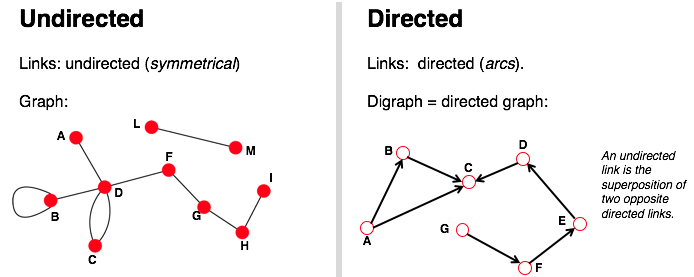 Undirected
Links: undirected (symmetrical)
Graph:
L
A
M
F
I
D
B
G
H
C
Directed
Links: directed (arcs).
Digraph = directed graph:
D
B
C
A
G
E
F
An undirected
link is the
superposition of
two opposite
directed links.